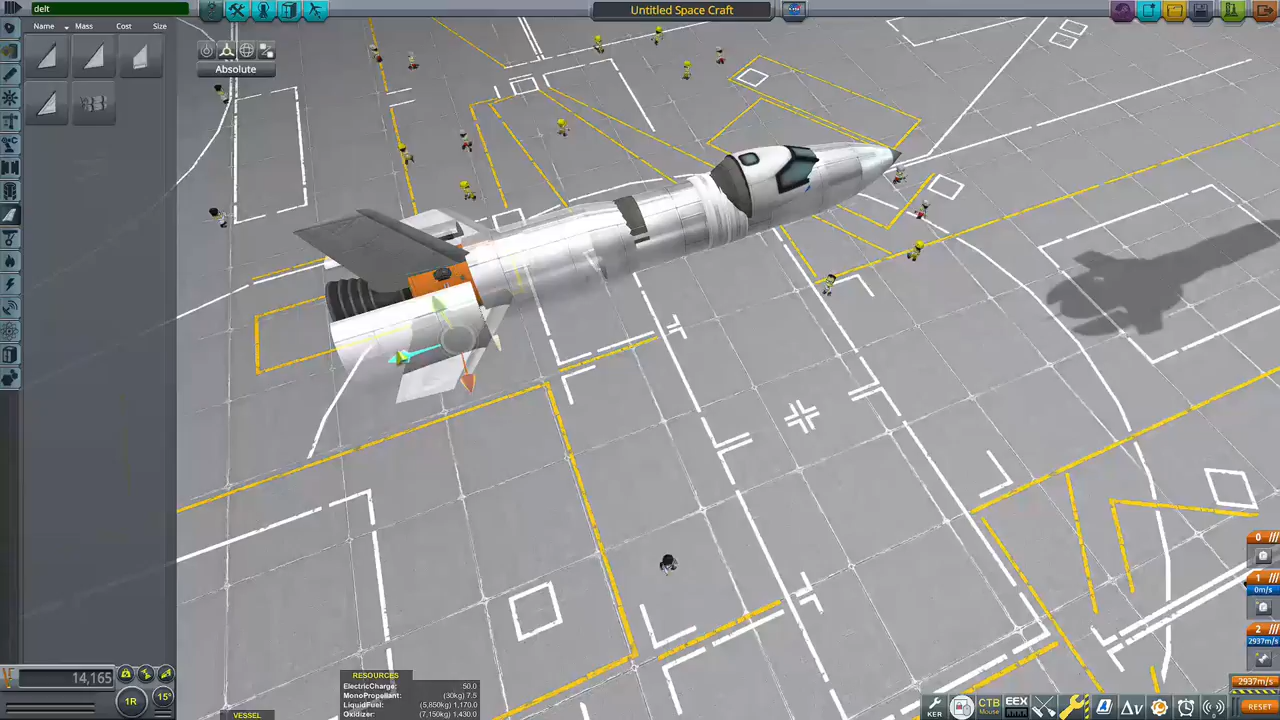 delt
Untitled Space Craft
Name Mass Cost Size
Absolute
0
1
0m/s
2
2937m/s
2937m/s
14,165
1R
15°
RESOURCES
ElectricCharge: 50.0
MonoPropellant: (30kg) 7.5
LiquidFuel: (5,850kg) 1,170.0
Oxidizer: (7,150kg) 1,430.0
VESSEL
KER
CTB
Mouse
EEX
Δv
RESET